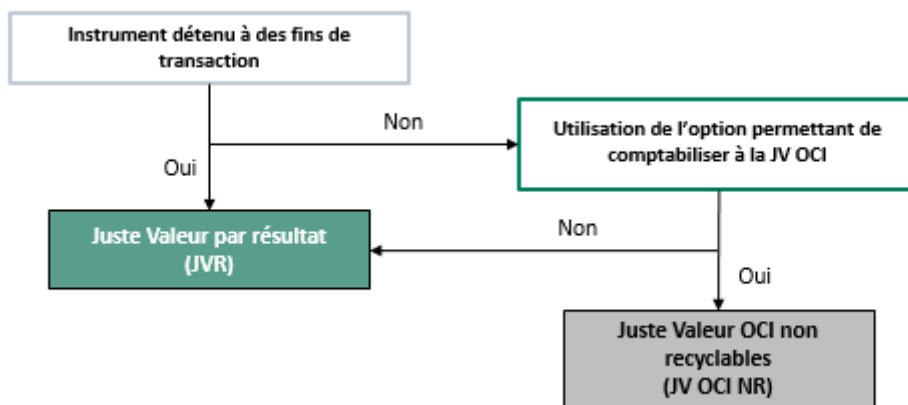 Instrument détenu à des fins de
transaction
Non
Utilisation de l'option permettant de
comptabiliser à la JV OCI
Oui
Juste Valeur par résultat
(JVR)
Non
Oui
Juste Valeur OCI non
recyclables
(JV OCI NR)